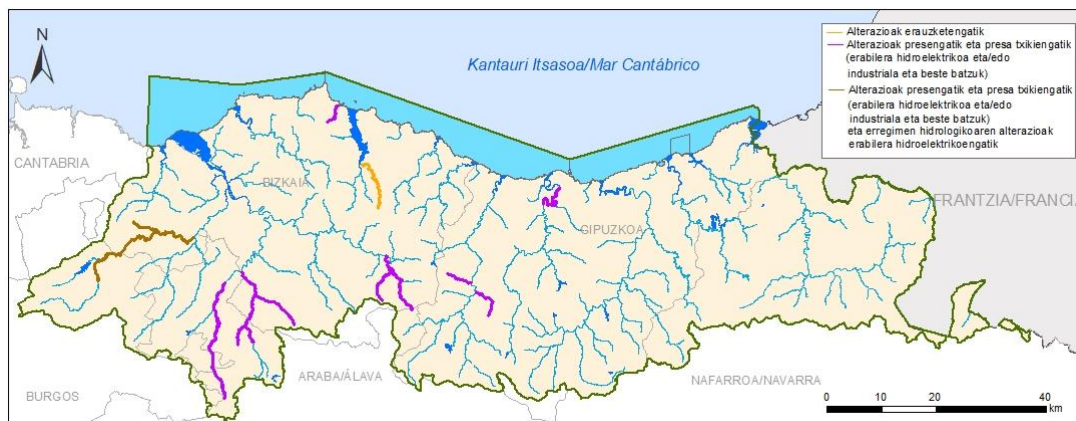 N
Kantauri Itsasoa/Mar Cantábrico
Alterazioak erauzketengatik
Alterazioak presengatik eta presa txikiengatik
(erabilera hidroelektrikoa eta/edo
industriala eta beste batzuk)
Alterazioak presengatik eta presa txikiengatik
(erabilera hidroelektrikoa eta/edo
industriala eta beste batzuk)
eta erregimen hidrologikoaren alterazioak
erabilera hidroelektrikoengatik
CANTABRIA
BIZKAIA
GIPUZKOA
FRANTZIA/FRANCIA
ARABA/ÁLAVA
NAFARROA/NAVARRA
BURGOS
0 10 20 40
km